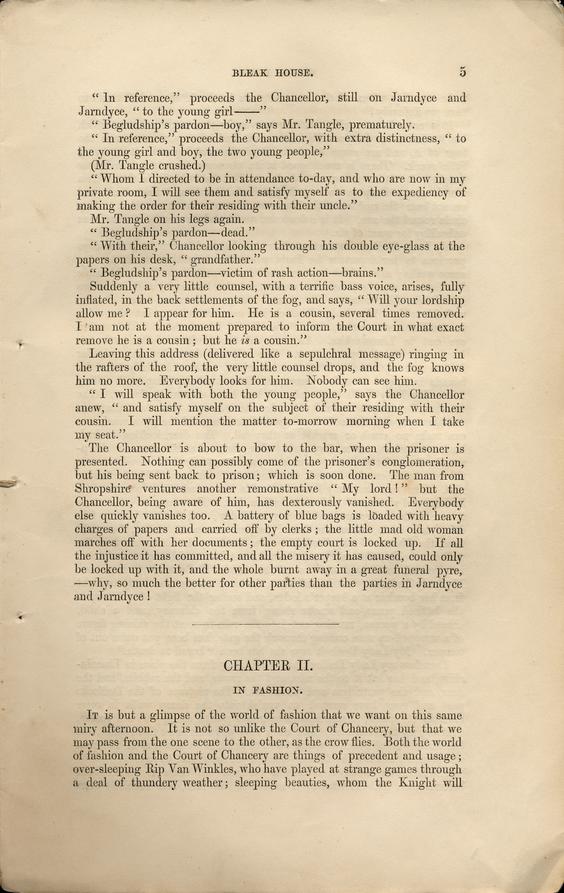 BLEAK HOUSE. 5
“ In reference,” proceeds the Chancellor, still on Jarndyce and
Jarndyce, “ to the young girl——”
“ Begludship’s pardon—boy,” says Mr. Tangle, prematurely.
“ In reference,” proceeds the Chancellor, with extra distinctness, “ to
the young girl and boy, the two young people,”
(Mr. Tangle crushed.)
“ Whom I directed to be in attendance to-day, and who are now in my
private room, I will see them and satisfy myself as to the expediency of
making the order for their residing with their uncle.”
Mr. Tangle on his legs again.
“ Begludship’s pardon—dead.”
“ With their,” Chancellor looking through his double eye-glass at the
papers on his desk, “ grandfather.”
“ Begludship’s pardon—victim of rash action—brains.”
Suddenly a very little counsel, with a terrific bass voice, arises, fully
inflated, in the back settlements of the fog, and says, “ Will your lordship
allow me ? I appear for him. He is a cousin, several times removed.
I am not at the moment prepared to inform the Court in what exact
remove he is a cousin ; but he is a cousin.”
Leaving this address (delivered like a sepulchral message) ringing in
the rafters of the roof, the very little counsel drops, and the fog knows
him no more. Everybody looks for him. Nobody can see him.
“ I will speak with both the young people,” says the Chancellor
anew, “ and satisfy myself on the subject of their residing with their
cousin. I will mention the matter to-morrow morning when I take
my seat.”
The Chancellor is about to bow to the bar, when the prisoner is
presented. Nothing can possibly come of the prisoner’s conglomeration,
but his being sent back to prison ; which is soon done. The man from
Shropshire ventures another remonstrative “ My lord ! ” but the
Chancellor, being aware of him, has dexterously vanished. Everybody
else quickly vanishes too. A battery of blue bags is loaded with heavy
charges of papers and carried off by clerks ; the little mad old woman
marches off with her documents ; the empty court is locked up. If all
the injustice it has committed, and all the misery it has caused, could only
be locked up with it, and the whole burnt away in a great funeral pyre,
—why, so much the better for other parties than the parties in Jarndyce
and Jarndyce !
CHAPTER II.
IN FASHION.
IT is but a glimpse of the world of fashion that we want on this same
miry afternoon. It is not so unlike the Court of Chancery, but that we
may pass from the one scene to the other, as the crow flies. Both the world
of fashion and the Court of Chancery are things of precedent and usage ;
over-sleeping Rip Van Winkles, who have played at strange games through
a deal of thundery weather ; sleeping beauties, whom the Knight will